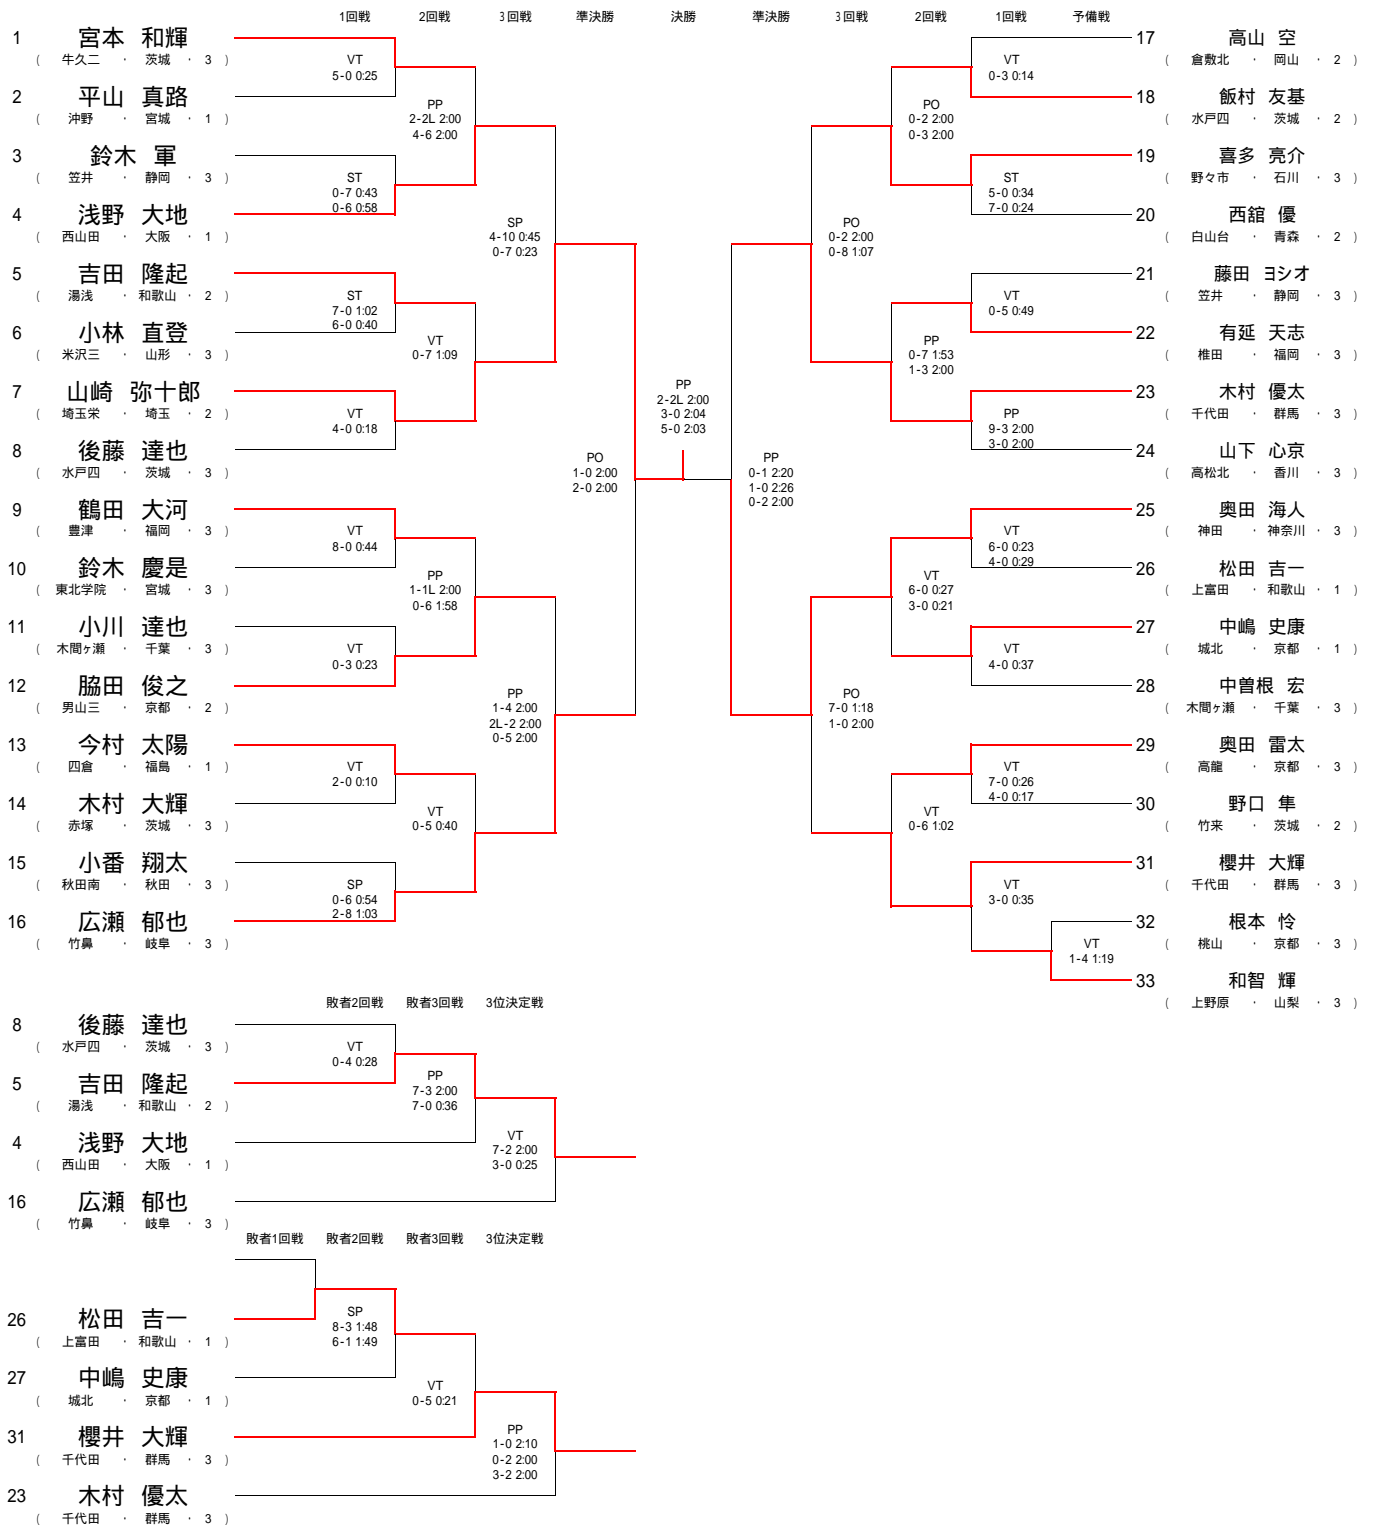 1回戦 2回戦 3回戦 準決勝 決勝 準決勝 3回戦 2回戦 1回戦 予備戦
1 宮本 和輝
( 牛久二 ・ 茨城 ・ 3 )
2 平山 真路
( 沖野 ・ 宮城 ・ 1 )
3 鈴木 軍
( 笠井 ・ 静岡 ・ 3 )
4 浅野 大地
( 西山田 ・ 大阪 ・ 1 )
5 吉田 隆起
( 湯浅 ・ 和歌山 ・ 2 )
6 小林 直登
( 米沢三 ・ 山形 ・ 3 )
7 山崎 弥十郎
( 埼玉栄 ・ 埼玉 ・ 2 )
8 後藤 達也
( 水戸四 ・ 茨城 ・ 3 )
9 鶴田 大河
( 豊津 ・ 福岡 ・ 3 )
10 鈴木 慶是
( 東北学院 ・ 宮城 ・ 3 )
11 小川 達也
( 木間ヶ瀬 ・ 千葉 ・ 3 )
12 脇田 俊之
( 男山三 ・ 京都 ・ 2 )
13 今村 太陽
( 四倉 ・ 福島 ・ 1 )
14 木村 大輝
( 赤塚 ・ 茨城 ・ 3 )
15 小番 翔太
( 秋田南 ・ 秋田 ・ 3 )
16 広瀬 郁也
( 竹鼻 ・ 岐阜 ・ 3 )
VT
5-0 0:25
ST
0-7 0:43
0-6 0:58
ST
7-0 1:02
6-0 0:40
VT
4-0 0:18
VT
8-0 0:44
VT
0-3 0:23
VT
2-0 0:10
SP
0-6 0:54
2-8 1:03
PP
2-2L 2:00
4-6 2:00
VT
0-7 1:09
PP
1-1L 2:00
0-6 1:58
VT
0-5 0:40
SP
4-10 0:45
0-7 0:23
PP
1-4 2:00
2L-2 2:00
0-5 2:00
PO
1-0 2:00
2-0 2:00
PP
2-2L 2:00
3-0 2:04
5-0 2:03
PP
0-1 2:20
1-0 2:26
0-2 2:00
PO
0-2 2:00
0-8 1:07
PO
7-0 1:18
1-0 2:00
PO
0-2 2:00
0-3 2:00
PP
0-7 1:53
1-3 2:00
VT
6-0 0:27
3-0 0:21
VT
0-6 1:02
VT
0-3 0:14
ST
5-0 0:34
7-0 0:24
VT
0-5 0:49
PP
9-3 2:00
3-0 2:00
VT
6-0 0:23
4-0 0:29
VT
4-0 0:37
VT
7-0 0:26
4-0 0:17
VT
3-0 0:35
VT
1-4 1:19
17 高山 空
( 倉敷北 ・ 岡山 ・ 2 )
18 飯村 友基
( 水戸四 ・ 茨城 ・ 2 )
19 喜多 亮介
( 野々市 ・ 石川 ・ 3 )
20 西舘 優
( 白山台 ・ 青森 ・ 2 )
21 藤田 ヨシオ
( 笠井 ・ 静岡 ・ 3 )
22 有延 天志
( 椎田 ・ 福岡 ・ 3 )
23 木村 優太
( 千代田 ・ 群馬 ・ 3 )
24 山下 心京
( 高松北 ・ 香川 ・ 3 )
25 奥田 海人
( 神田 ・ 神奈川 ・ 3 )
26 松田 吉一
( 上富田 ・ 和歌山 ・ 1 )
27 中嶋 史康
( 城北 ・ 京都 ・ 1 )
28 中曽根 宏
( 木間ヶ瀬 ・ 千葉 ・ 3 )
29 奥田 雷太
( 高龍 ・ 京都 ・ 3 )
30 野口 隼
( 竹来 ・ 茨城 ・ 2 )
31 櫻井 大輝
( 千代田 ・ 群馬 ・ 3 )
32 根本 怜
( 桃山 ・ 京都 ・ 3 )
33 和智 輝
( 上野原 ・ 山梨 ・ 3 )
敗者2回戦 敗者3回戦 3位決定戦
8 後藤 達也
( 水戸四 ・ 茨城 ・ 3 )
5 吉田 隆起
( 湯浅 ・ 和歌山 ・ 2 )
4 浅野 大地
( 西山田 ・ 大阪 ・ 1 )
16 広瀬 郁也
( 竹鼻 ・ 岐阜 ・ 3 )
VT
0-4 0:28
PP
7-3 2:00
7-0 0:36
VT
7-2 2:00
3-0 0:25
敗者1回戦 敗者2回戦 敗者3回戦 3位決定戦
26 松田 吉一
( 上富田 ・ 和歌山 ・ 1 )
27 中嶋 史康
( 城北 ・ 京都 ・ 1 )
31 櫻井 大輝
( 千代田 ・ 群馬 ・ 3 )
23 木村 優太
( 千代田 ・ 群馬 ・ 3 )
SP
8-3 1:48
6-1 1:49
VT
0-5 0:21
PP
1-0 2:10
0-2 2:00
3-2 2:00